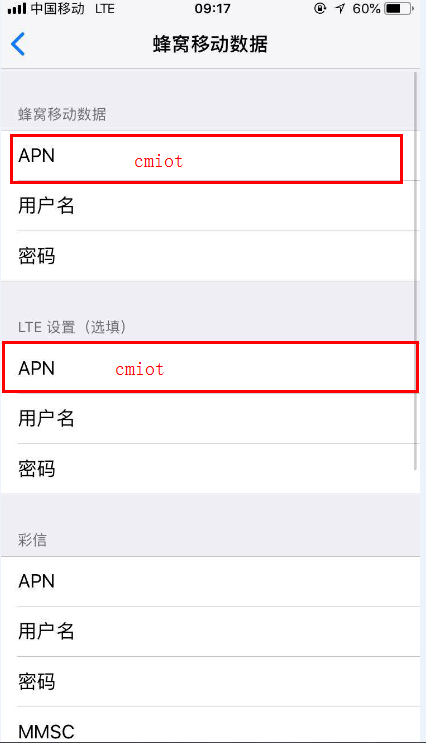 中国移动 LTE 09:17 60%
蜂窝移动数据
蜂窝移动数据
APN cmiot
用户名
密码
LTE 设置（选填）
APN cmiot
用户名
密码
彩信
APN
用户名
密码
MMSC